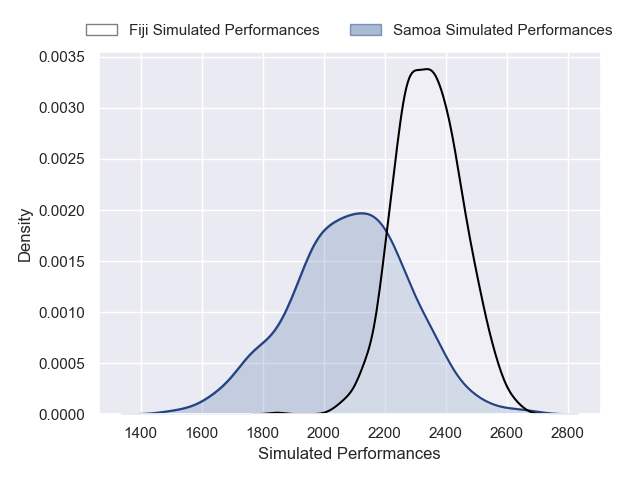 Fiji Simulated Performances Samoa Simulated Performances
0.0035
0.0030
0.0025
0.0020
0.0015
0.0010
0.0005
0.0000
Density
1400 1600 1800 2000 2200 2400 2600 2800
Simulated Performances